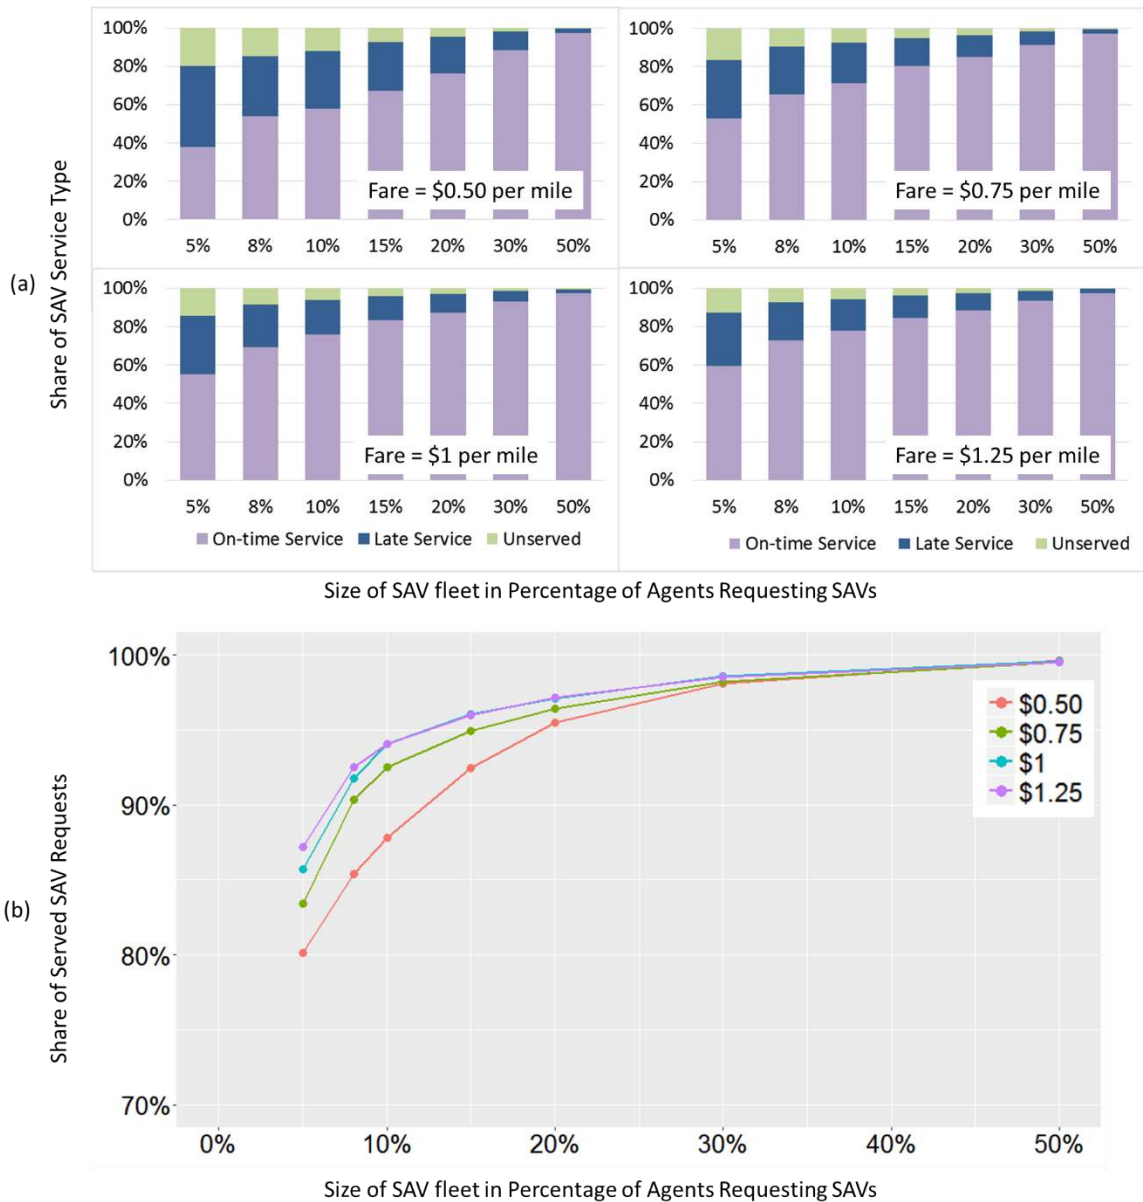 (a)
Share of SAV Service Type
100%
80%
60%
40%
20%
0%
Fare = $0.50 per mile
5% 8% 10% 15% 20% 30% 50%
100%
80%
60%
40%
20%
0%
Fare = $0.75 per mile
5% 8% 10% 15% 20% 30% 50%
100%
80%
60%
40%
20%
0%
Fare = $1 per mile
5% 8% 10% 15% 20% 30% 50%
On-time Service Late Service Unserved
100%
80%
60%
40%
20%
0%
Fare = $1.25 per mile
5% 8% 10% 15% 20% 30% 50%
On-time Service Late Service Unserved
Size of SAV fleet in Percentage of Agents Requesting SAVs
(b)
Share of Served SAV Requests
100%
90%
80%
70%
$0.50
$0.75
$1
$1.25
0% 10% 20% 30% 40% 50%
Size of SAV fleet in Percentage of Agents Requesting SAVs